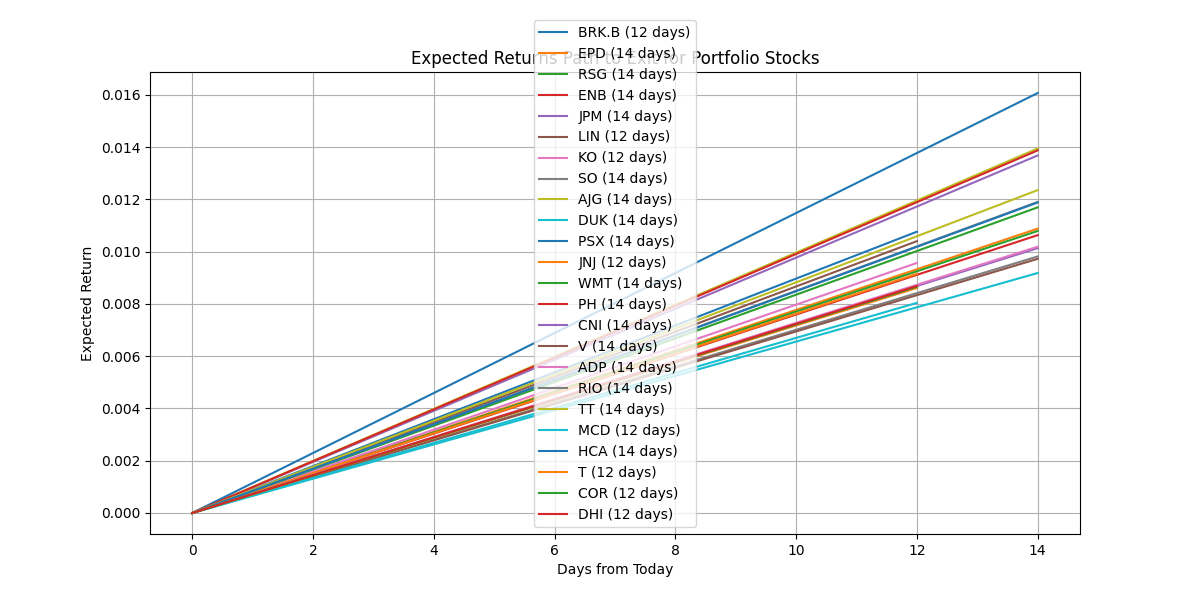 Expected Returns Path to Exit for Portfolio Stocks
BRK.B (12 days)
EPD (14 days)
RSG (14 days)
ENB (14 days)
JPM (14 days)
LIN (12 days)
KO (12 days)
SO (14 days)
AJG (14 days)
DUK (14 days)
PSX (14 days)
JNJ (12 days)
WMT (14 days)
PH (14 days)
CNI (14 days)
V (14 days)
ADP (14 days)
RIO (14 days)
TT (14 days)
MCD (12 days)
HCA (14 days)
T (12 days)
COR (12 days)
DHI (12 days)
Expected Return
0.016
0.014
0.012
0.010
0.008
0.006
0.004
0.002
0.000
0 2 4 6 8 10 12 14
Days from Today